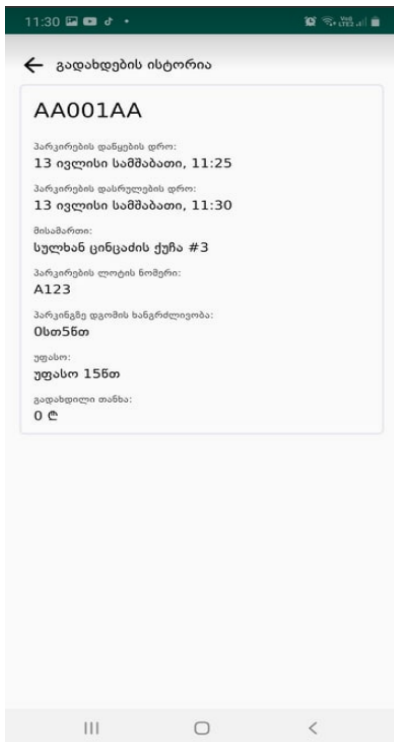 11:30
გადახდების ისტორია
AA001AA
პარკირების დაწყების დრო:
13 ივლისი სამშაბათი, 11:25
პარკირების დასრულების დრო:
13 ივლისი სამშაბათი, 11:30
მისამართი:
სულხან ცინცაძის ქუჩა #3
პარკირების ლოტის ნომერი:
A123
პარკინგზე დგომის ხანგრძლივობა:
0სთ5წთ
უფასო:
უფასო 15წთ
გადახდილი თანხა:
0 ₾